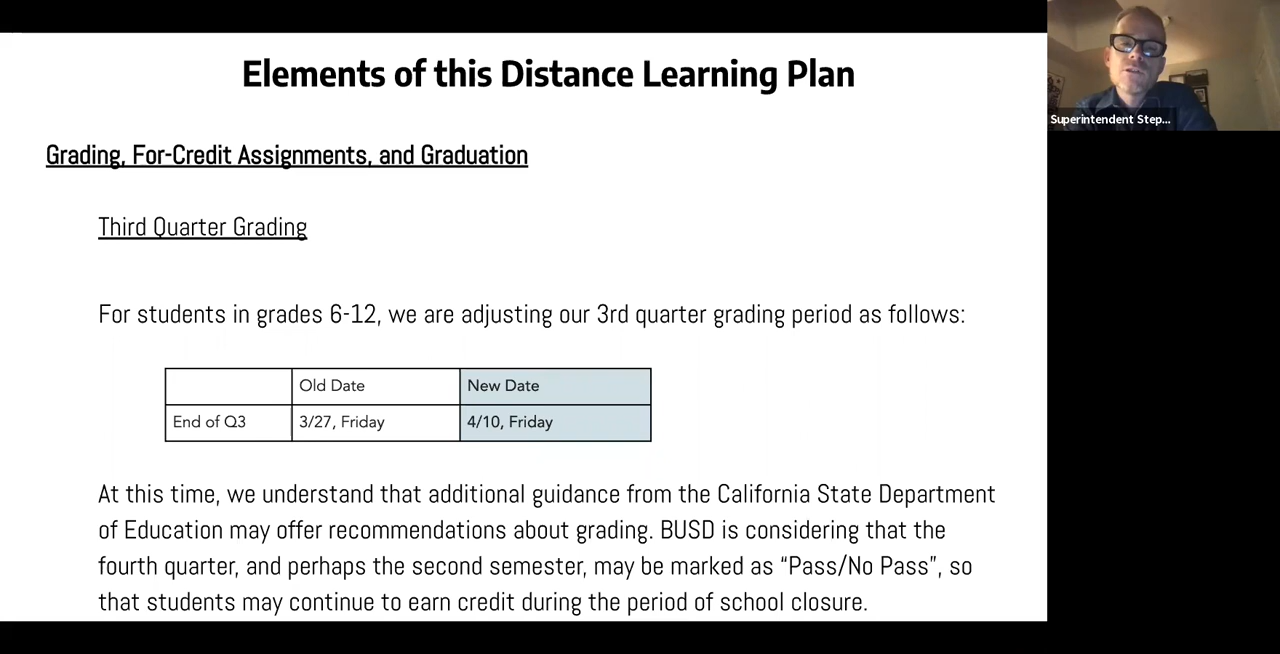 Elements of this Distance Learning Plan
Superintendent Step...
Grading, For-Credit Assignments, and Graduation
Third Quarter Grading
For students in grades 6-12, we are adjusting our 3rd quarter grading period as follows:
Old Date New Date
End of Q3 3/27, Friday 4/10, Friday
At this time, we understand that additional guidance from the California State Department
of Education may offer recommendations about grading. BUSD is considering that the
fourth quarter, and perhaps the second semester, may be marked as “Pass/No Pass”, so
that students may continue to earn credit during the period of school closure.